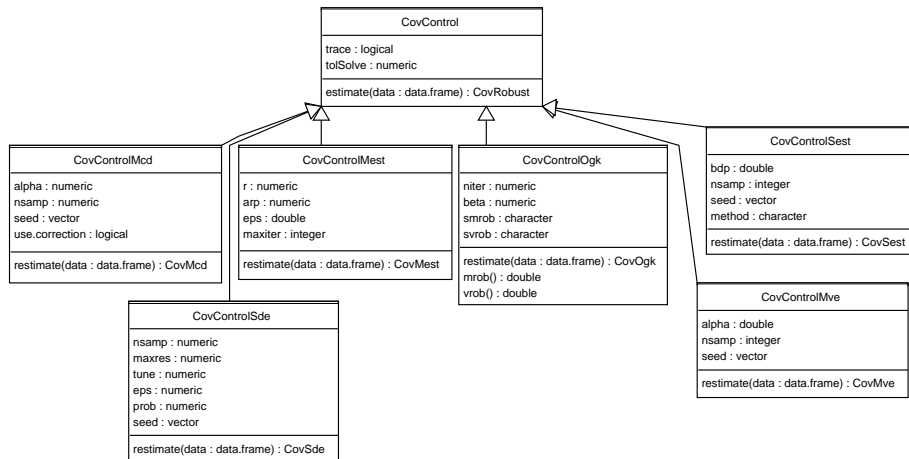 CovControl
trace : logical
tolSolve : numeric
estimate(data : data.frame) : CovRobust
CovControlMcd
alpha : numeric
nsamp : numeric
seed : vector
use.correction : logical
restimate(data : data.frame) : CovMcd
CovControlMest
r : numeric
arp : numeric
eps : double
maxiter : integer
restimate(data : data.frame) : CovMest
CovControlOgk
niter : numeric
beta : numeric
smrob : character
svrob : character
restimate(data : data.frame) : CovOgk
mrob() : double
vrob() : double
CovControlSest
bdp : double
nsamp : integer
seed : vector
method : character
restimate(data : data.frame) : CovSest
CovControlSde
nsamp : numeric
maxres : numeric
tune : numeric
eps : numeric
prob : numeric
seed : vector
restimate(data : data.frame) : CovSde
CovControlMve
alpha : double
nsamp : integer
seed : vector
restimate(data : data.frame) : CovMve